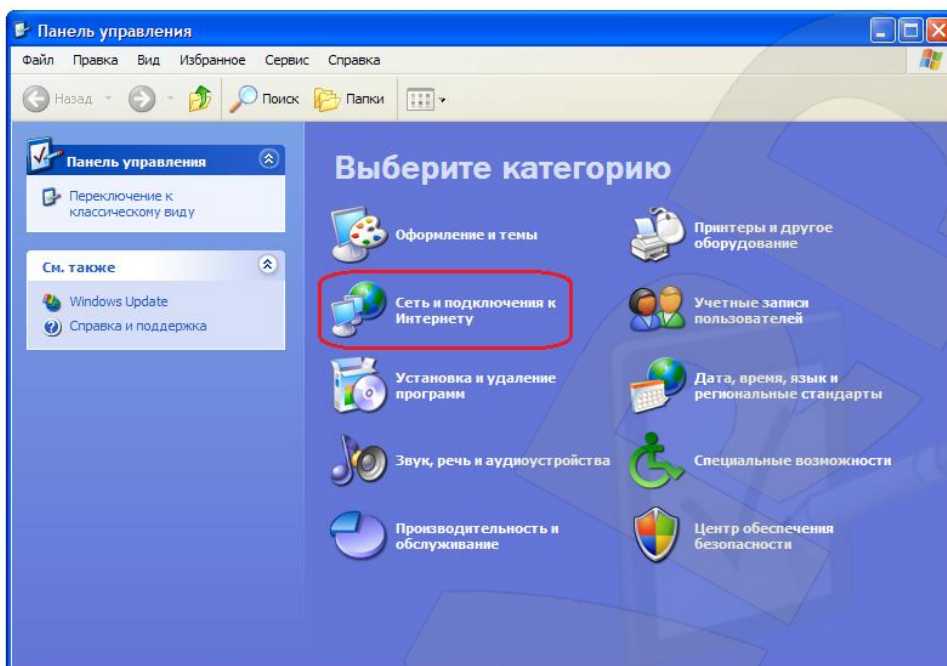 Панель управления
Файл Правка Вид Избранное Сервис Справка
Назад Поиск Папки
Панель управления
Переключение к
классическому виду
См. также
Windows Update
Справка и поддержка
Выберите категорию
Оформление и темы
Принтеры и другое
оборудование
Сеть и подключения к
Интернету
Учетные записи
пользователей
Установка и удаление
программ
Дата, время, язык и
региональные стандарты
Звук, речь и аудиоустройства
Специальные возможности
Производительность и
обслуживание
Центр обеспечения
безопасности